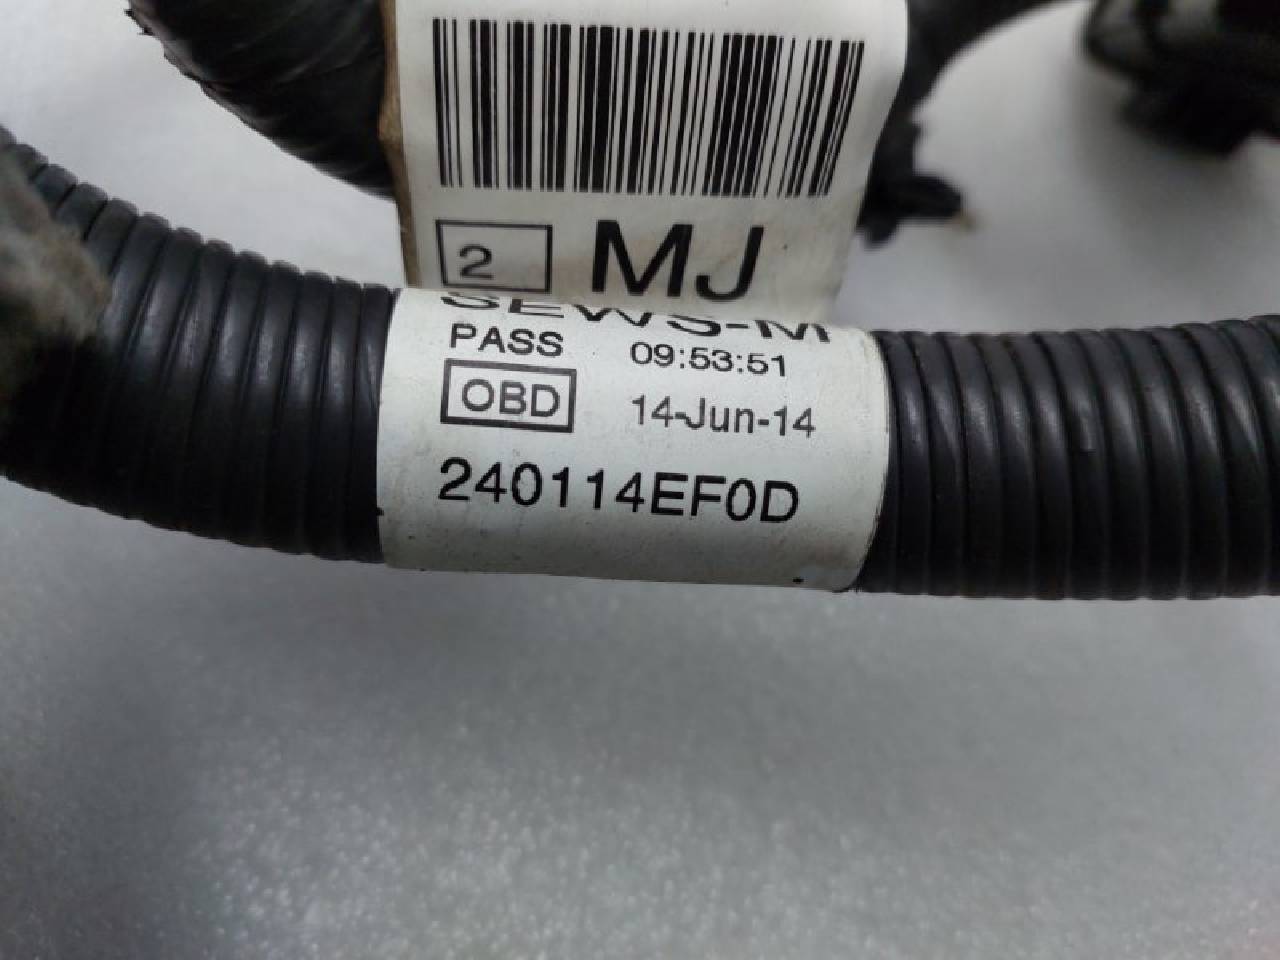 2 MJ
SEWS-M
PASS 09:53:51
OBD 14-Jun-14
240114EF0D